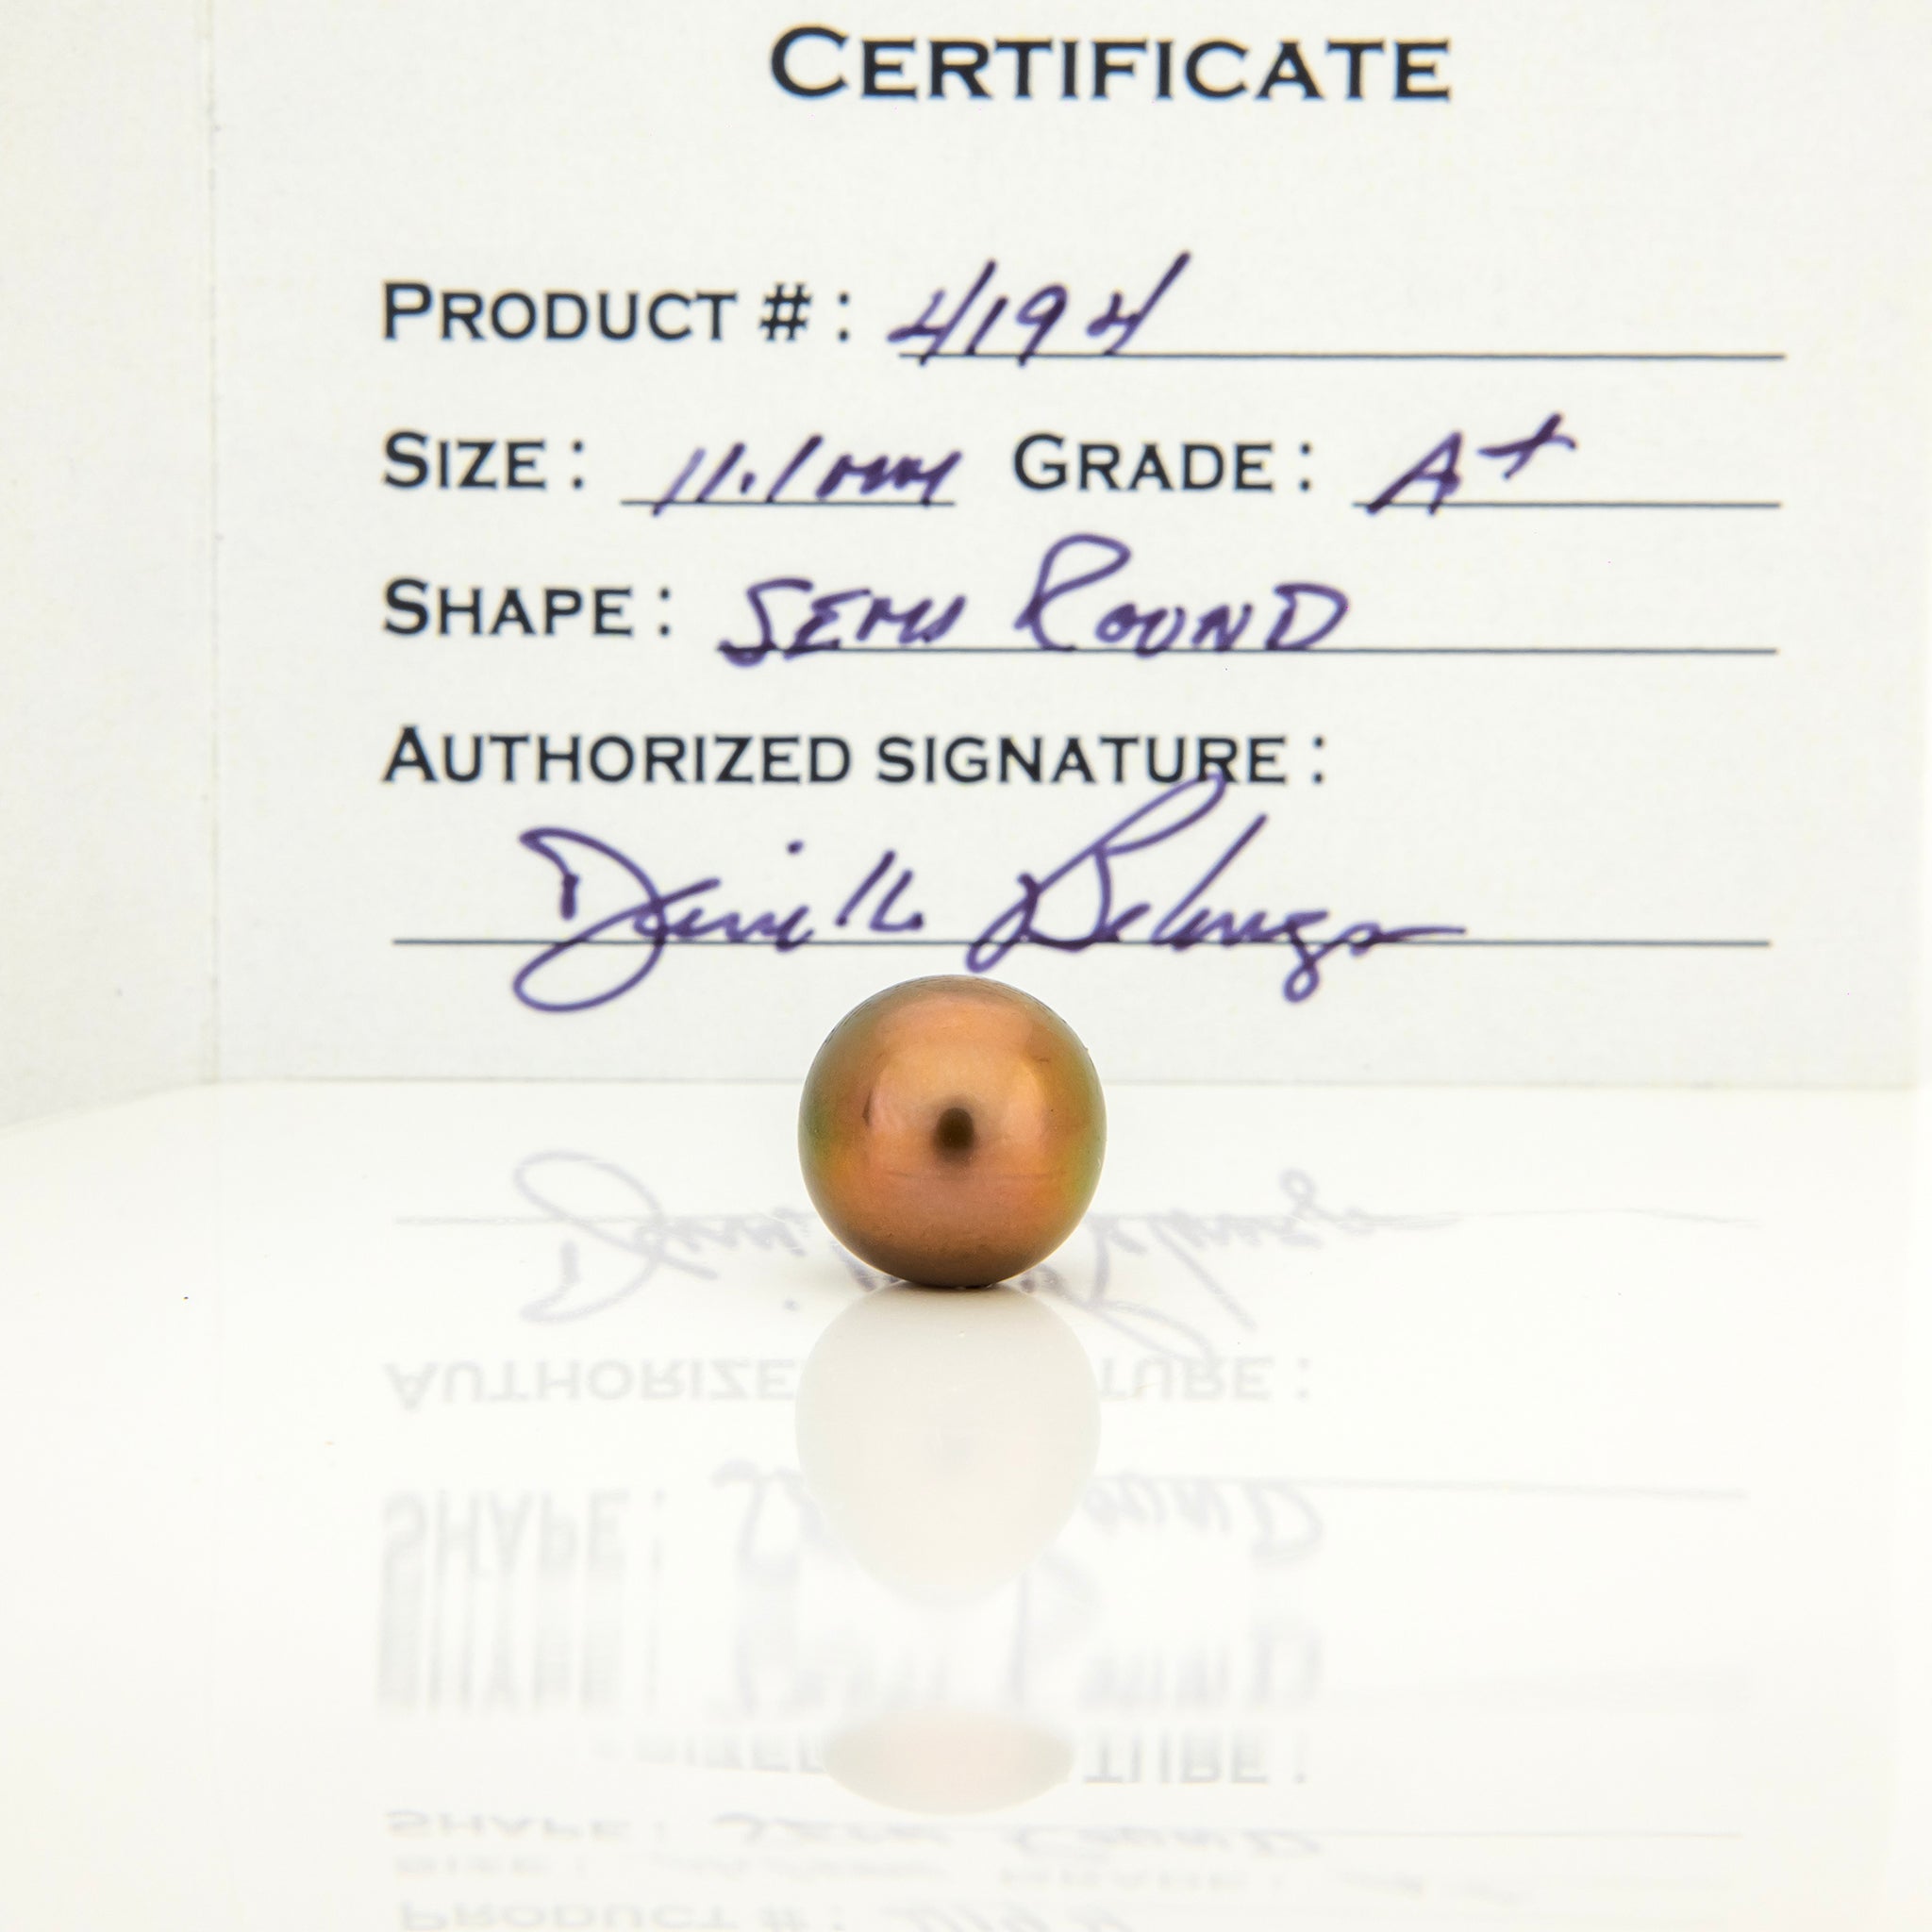 CERTIFICATE
PRODUCT #: 4194
SIZE: 11.1mm GRADE: A+
SHAPE: SEMI ROUND
AUTHORIZED SIGNATURE: